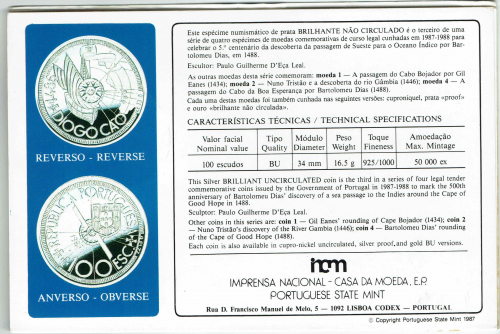 DIOGO CÃO
REVERSO - REVERSE
REPÚBLICA PORTUGUESA
100 ESC.
ANVERSO - OBVERSE
Este espécime numismático de prata BRILHANTE NÃO CIRCULADO é o terceiro de uma
série de quatro espécimes de moedas comemorativas de curso legal cunhadas em 1987-1988 para
celebrar o 5.º centenário da descoberta da passagem de Sueste para o Oceano Índico por Bar-
tolomeu Dias, em 1488.
Escultor: Paulo Guilherme D'Eça Leal.
As outras moedas desta série comemoram: moeda 1 — A passagem do Cabo Bojador por Gil
Eanes (1434); moeda 2 — Nuno Tristão e a descoberta do rio Gâmbia (1446); moeda 4 — A
passagem do Cabo da Boa Esperança por Bartolomeu Dias (1488).
Cada uma destas moedas foi também cunhada nas seguintes versões: cuproníquel, prata «proof»
e ouro «brilhante não circulada».
CARACTERÍSTICAS TÉCNICAS / TECHNICAL SPECIFICATIONS
Valor facial Tipo Módulo Peso Toque Amoedação
Nominal value Quality Diameter Weight Fineness Max. Mintage
100 escudos BU 34 mm 16.5 g 925/1000 50 000 ex
This Silver BRILLIANT UNCIRCULATED coin is the third in a series of four legal tender
commemorative coins issued by the Government of Portugal in 1987-1988 to mark the 500th
anniversary of Bartolomeu Dias' discovery of a sea passage to the Indies around the Cape of
Good Hope in 1488.
Sculptor: Paulo Guilherme D'Eça Leal.
Other coins in this series are: coin 1 — Gil Eanes' rounding of Cape Bojador (1434); coin 2
— Nuno Tristão's discovery of the River Gambia (1446); coin 4 — Bartolomeu Dias' rounding
of the Cape of Good Hope (1488).
Each coin is also available in cupro-nickel uncirculated, silver proof, and gold BU versions.
incm
IMPRENSA NACIONAL - CASA DA MOEDA, E.P.
PORTUGUESE STATE MINT
Rua D. Francisco Manuel de Melo, 5 — 1092 LISBOA CODEX — PORTUGAL
© Copyright Portuguese State Mint 1987